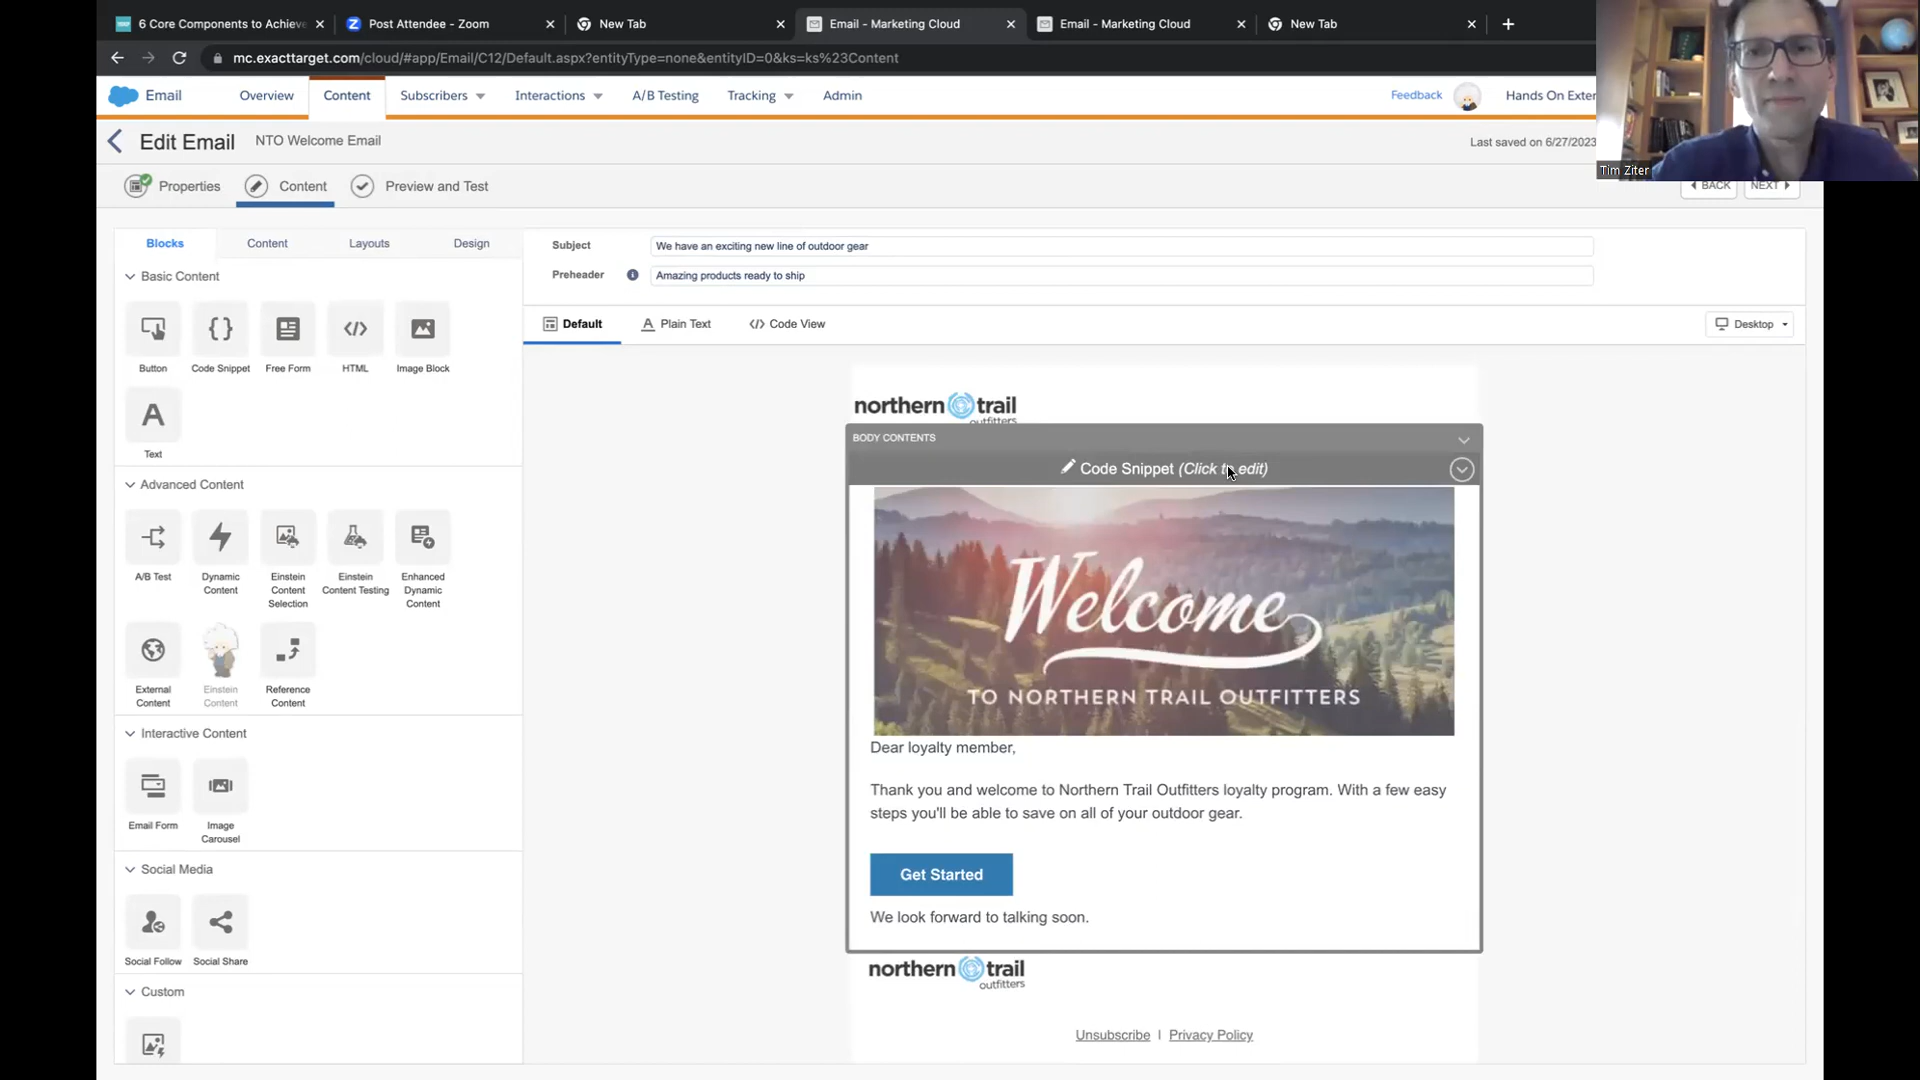 6 Core Components to Achieve
Post Attendee - Zoom
New Tab
Email - Marketing Cloud
Email - Marketing Cloud
New Tab
mc.exacttarget.com/cloud/#app/Email/C12/Default.aspx?entityType=none&entityID=0&ks=ks%23Content
Email
Overview
Content
Subscribers
Interactions
A/B Testing
Tracking
Admin
Feedback
Hands On Exter
Edit Email
NTO Welcome Email
Last saved on 6/27/2023
Tim Ziter
Properties
Content
Preview and Test
BACK
NEXT
Blocks
Content
Layouts
Design
Subject
We have an exciting new line of outdoor gear
Preheader
Amazing products ready to ship
Default
Plain Text
</> Code View
Desktop
Basic Content
Button
Code Snippet
Free Form
HTML
Image Block
Text
Advanced Content
A/B Test
Dynamic
Content
Einstein
Content
Selection
Einstein
Content Testing
Enhanced
Dynamic
Content
External
Content
Einstein
Content
Reference
Content
Interactive Content
Email Form
Image
Carousel
Social Media
Social Follow
Social Share
Custom
northern trail
outfitters
BODY CONTENTS
Code Snippet (Click to edit)
Welcome
TO NORTHERN TRAIL OUTFITTERS
Dear loyalty member,
Thank you and welcome to Northern Trail Outfitters loyalty program. With a few easy
steps you'll be able to save on all of your outdoor gear.
Get Started
We look forward to talking soon.
northern trail
outfitters
Unsubscribe | Privacy Policy